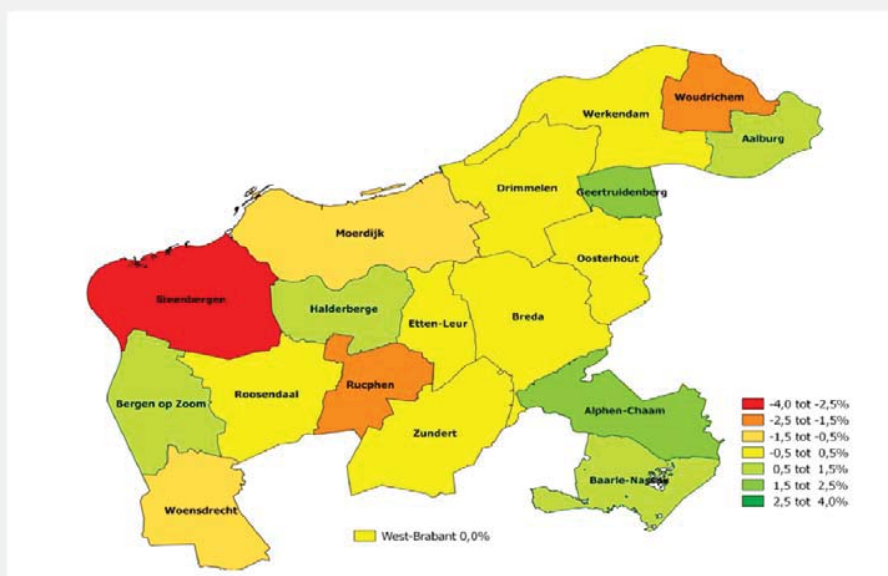 Woudrichem
Werkendam
Aalburg
Drimmelen
Geertruidenberg
Moerdijk
Oosterhout
Steenbergen
Halderberge
Etten-Leur
Breda
Rucphen
Roosendaal
Bergen op Zoom
Alphen-Chaam
Zundert
Baarle-Nassau
Woensdrecht
-4,0 tot -2,5%
-2,5 tot -1,5%
-1,5 tot -0,5%
-0,5 tot 0,5%
0,5 tot 1,5%
1,5 tot 2,5%
2,5 tot 4,0%
West-Brabant 0,0%